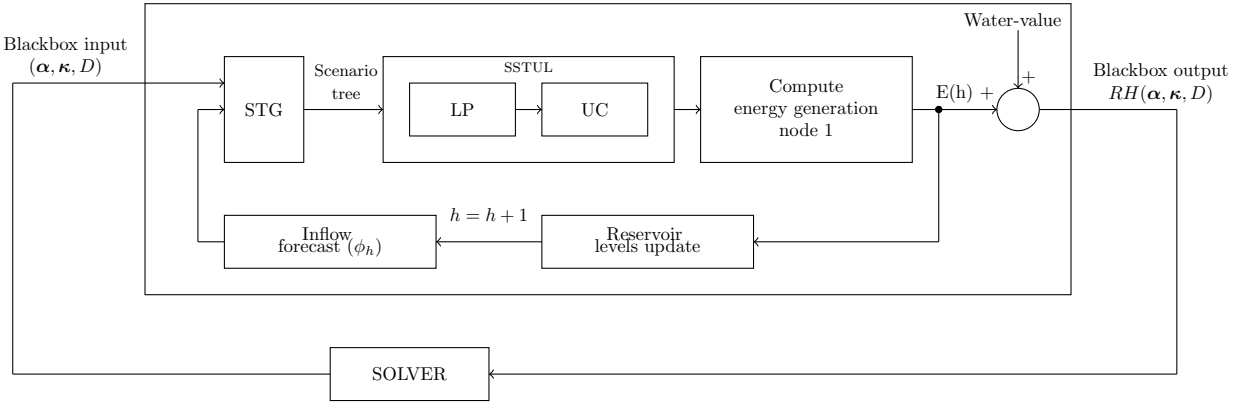 Blackbox input
(α, κ, D)
STG
Scenario
tree
SSTUL
LP
UC
Compute
energy generation
node 1
E(h) +
Water-value
+
Blackbox output
RH(α, κ, D)
Inflow
forecast (ϕₕ)
h = h + 1
Reservoir
levels update
SOLVER